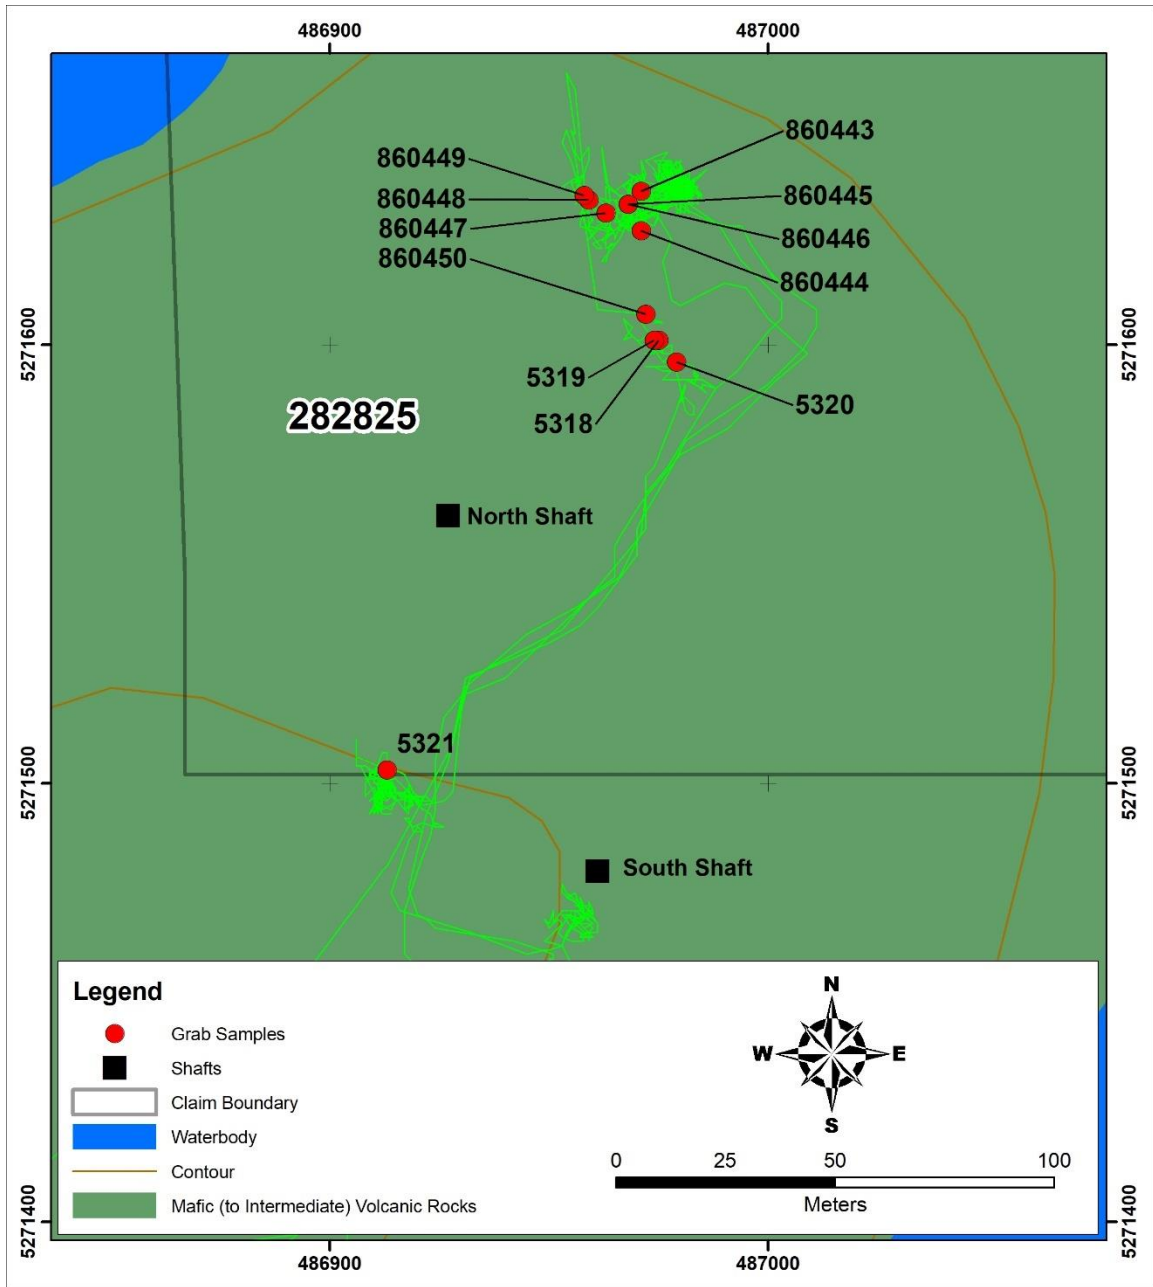 486900
487000
860443
860449
860448
860445
860447
860446
860450
860444
5271600
5271600
5319
5320
5318
282825
North Shaft
5321
5271500
5271500
South Shaft
Legend
Grab Samples
Shafts
Claim Boundary
Waterbody
Contour
Mafic (to Intermediate) Volcanic Rocks
N
W
E
S
0 25 50 100
Meters
5271400
5271400
486900
487000